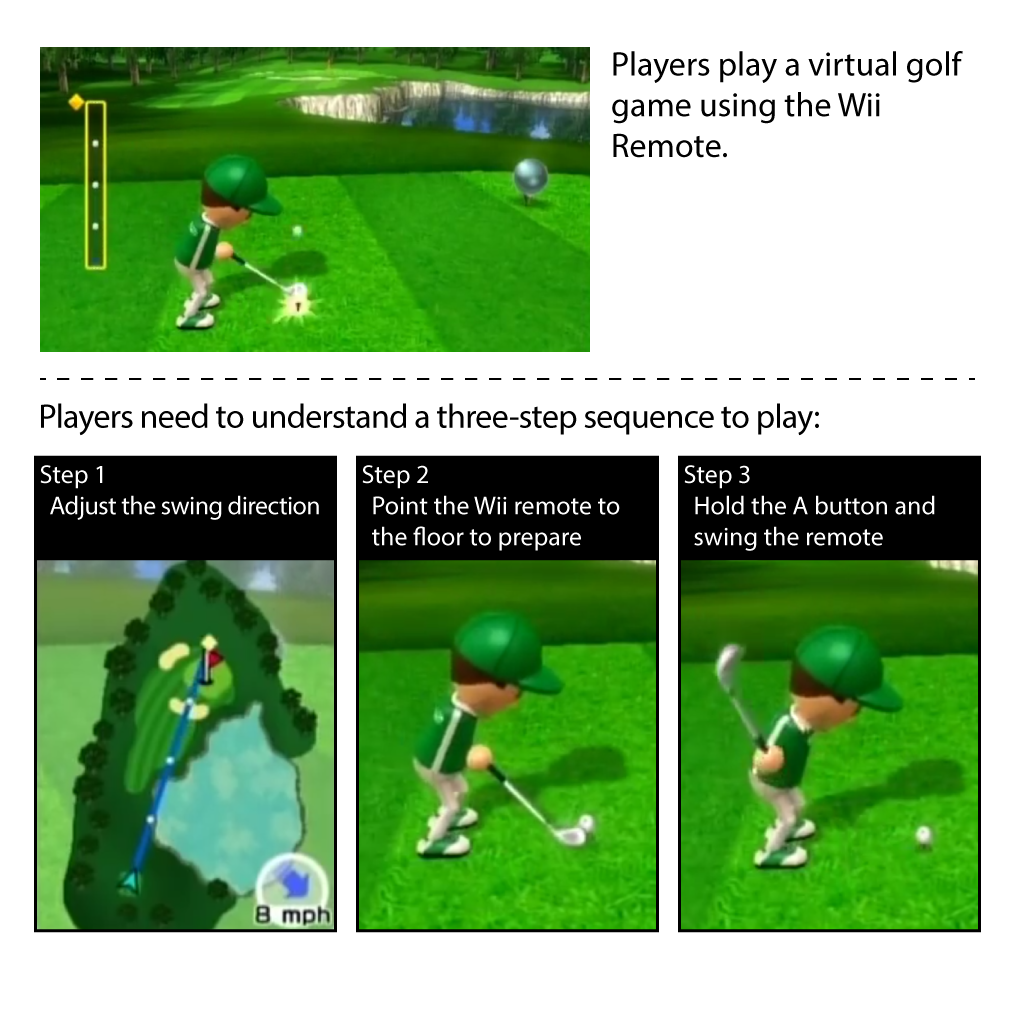 Players play a virtual golf
game using the Wii
Remote.
Players need to understand a three-step sequence to play:
Step 1
Adjust the swing direction
Step 2
Point the Wii remote to
the floor to prepare
Step 3
Hold the A button and
swing the remote
8 mph